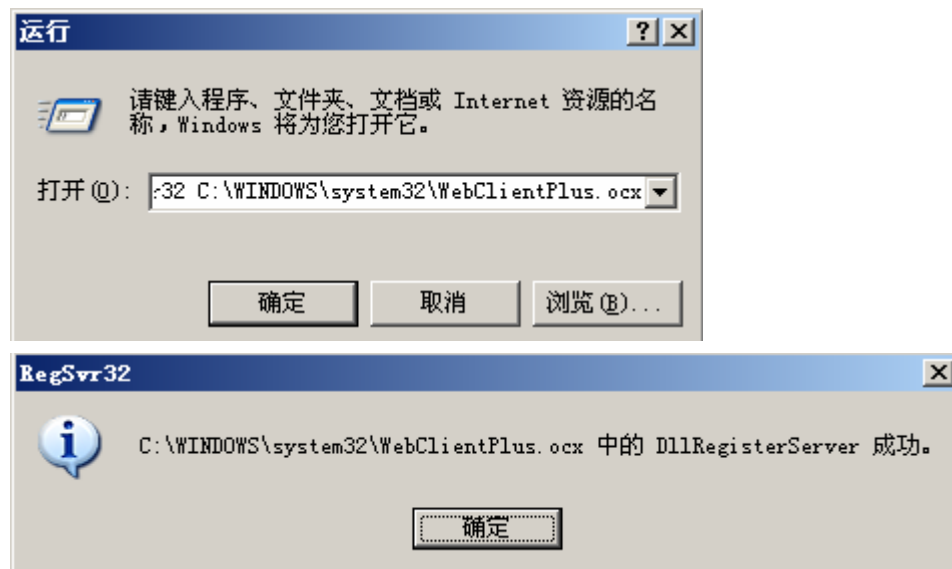 运行
请键入程序、文件夹、文档或 Internet 资源的名
称，Windows 将为您打开它。
打开(O): r32 C:\WINDOWS\system32\WebClientPlus.ocx
确定 取消 浏览(B)...
RegSvr32
C:\WINDOWS\system32\WebClientPlus.ocx 中的 DllRegisterServer 成功。
确定